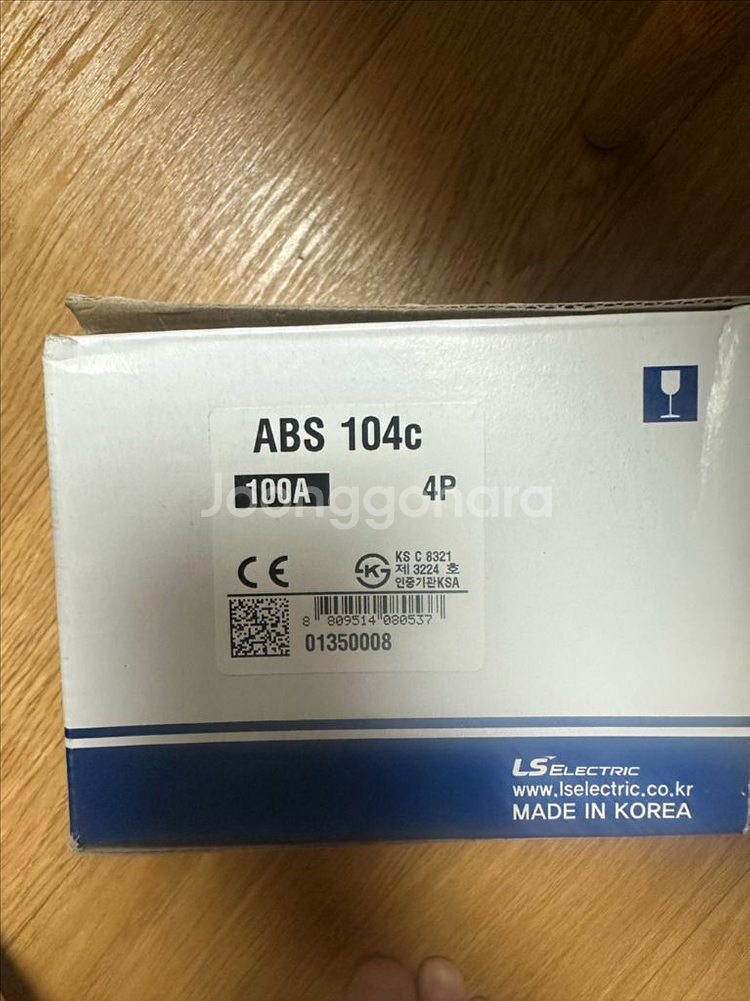 ABS 104c
100A 4P
Joonggonara
CE
KS C 8321
제 3224 호
인증기관KSA
8 809514 080537
01350008
LS ELECTRIC
www.lselectric.co.kr
MADE IN KOREA